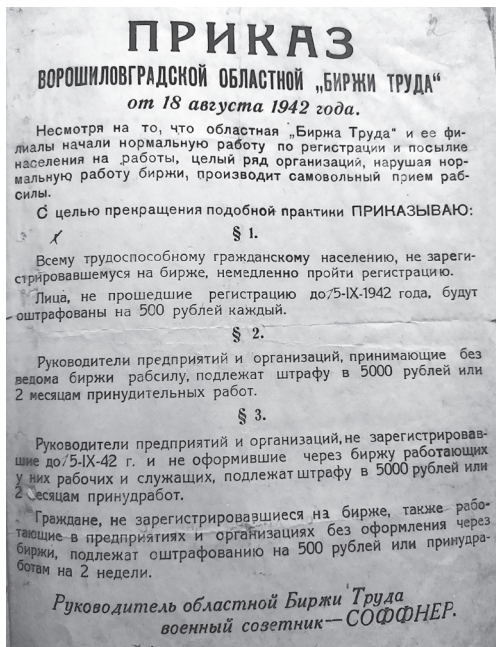 ПРИКАЗ
ВОРОШИЛОВГРАДСКОЙ ОБЛАСТНОЙ „БИРЖИ ТРУДА"
от 18 августа 1942 года.
Несмотря на то, что областная „Биржа Труда" и ее фи-
лиалы начали нормальную работу по регистрации и посылке
населения на работы, целый ряд организаций, нарушая нор-
мальную работу биржи, производит самовольный прием раб-
силы.
С целью прекращения подобной практики ПРИКАЗЫВАЮ:
§ 1.
Всему трудоспособному гражданскому населению, не зареги-
стрировавшемуся на бирже, немедленно пройти регистрацию.
Лица, не прошедшие регистрацию до 15-IX-1942 года, будут
оштрафованы на 500 рублей каждый.
§ 2.
Руководители предприятий и организаций, принимающие без
ведома биржи рабсилу, подлежат штрафу в 5000 рублей или
2 месяцам принудительных работ.
§ 3.
Руководители предприятий и организаций, не зарегистрировав-
шие до 15-IX-42 г. и не оформившие через биржу работающих
у них рабочих и служащих, подлежат штрафу в 5000 рублей или
2 месяцам принудработ.
Граждане, не зарегистрировавшиеся на бирже, также рабо-
тающие в предприятиях и организациях без оформления через
биржи, подлежат оштрафованию на 500 рублей или принудра-
ботам на 2 недели.
Руководитель областной Биржи Труда
военный советник—СОФФНЕР.